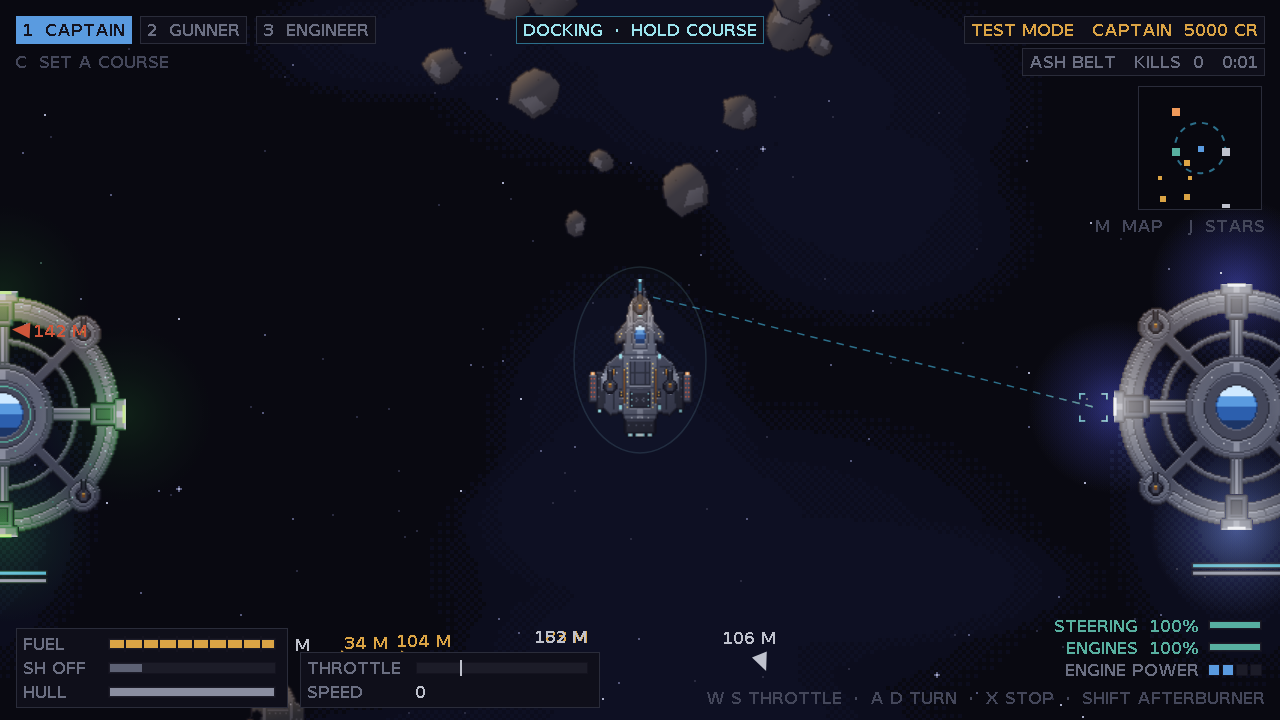 1 CAPTAIN 2 GUNNER 3 ENGINEER
DOCKING · HOLD COURSE
TEST MODE CAPTAIN 5000 CR
C SET A COURSE
ASH BELT KILLS 0 0:01
M MAP J STARS
142 M
STEERING 100%
ENGINES 100%
ENGINE POWER
M 34 M 104 M
106 M
FUEL
SH OFF
HULL
THROTTLE
SPEED 0
W S THROTTLE · A D TURN · X STOP · SHIFT AFTERBURNER